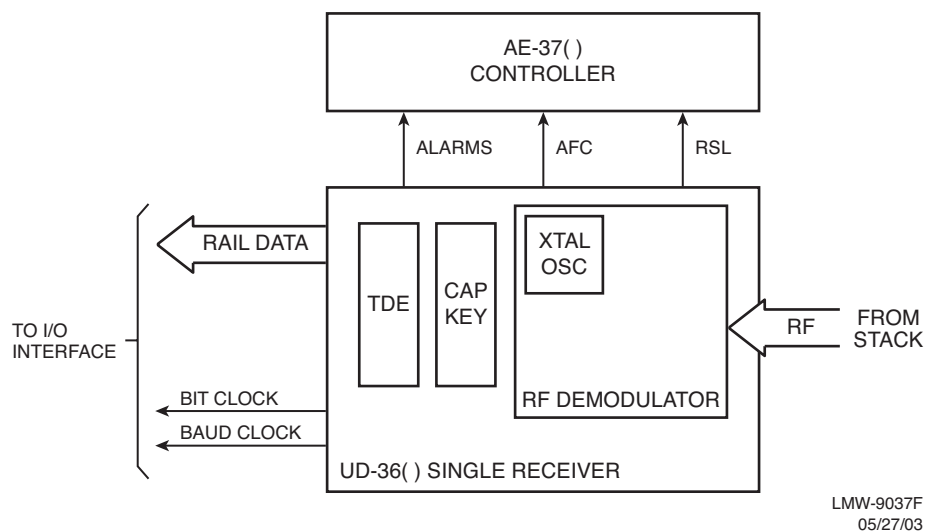 AE-37( )
CONTROLLER
ALARMS
AFC
RSL
RAIL DATA
TDE
CAP
KEY
XTAL
OSC
TO I/O
INTERFACE
RF
FROM
STACK
BIT CLOCK
BAUD CLOCK
RF DEMODULATOR
UD-36( ) SINGLE RECEIVER
LMW-9037F
05/27/03